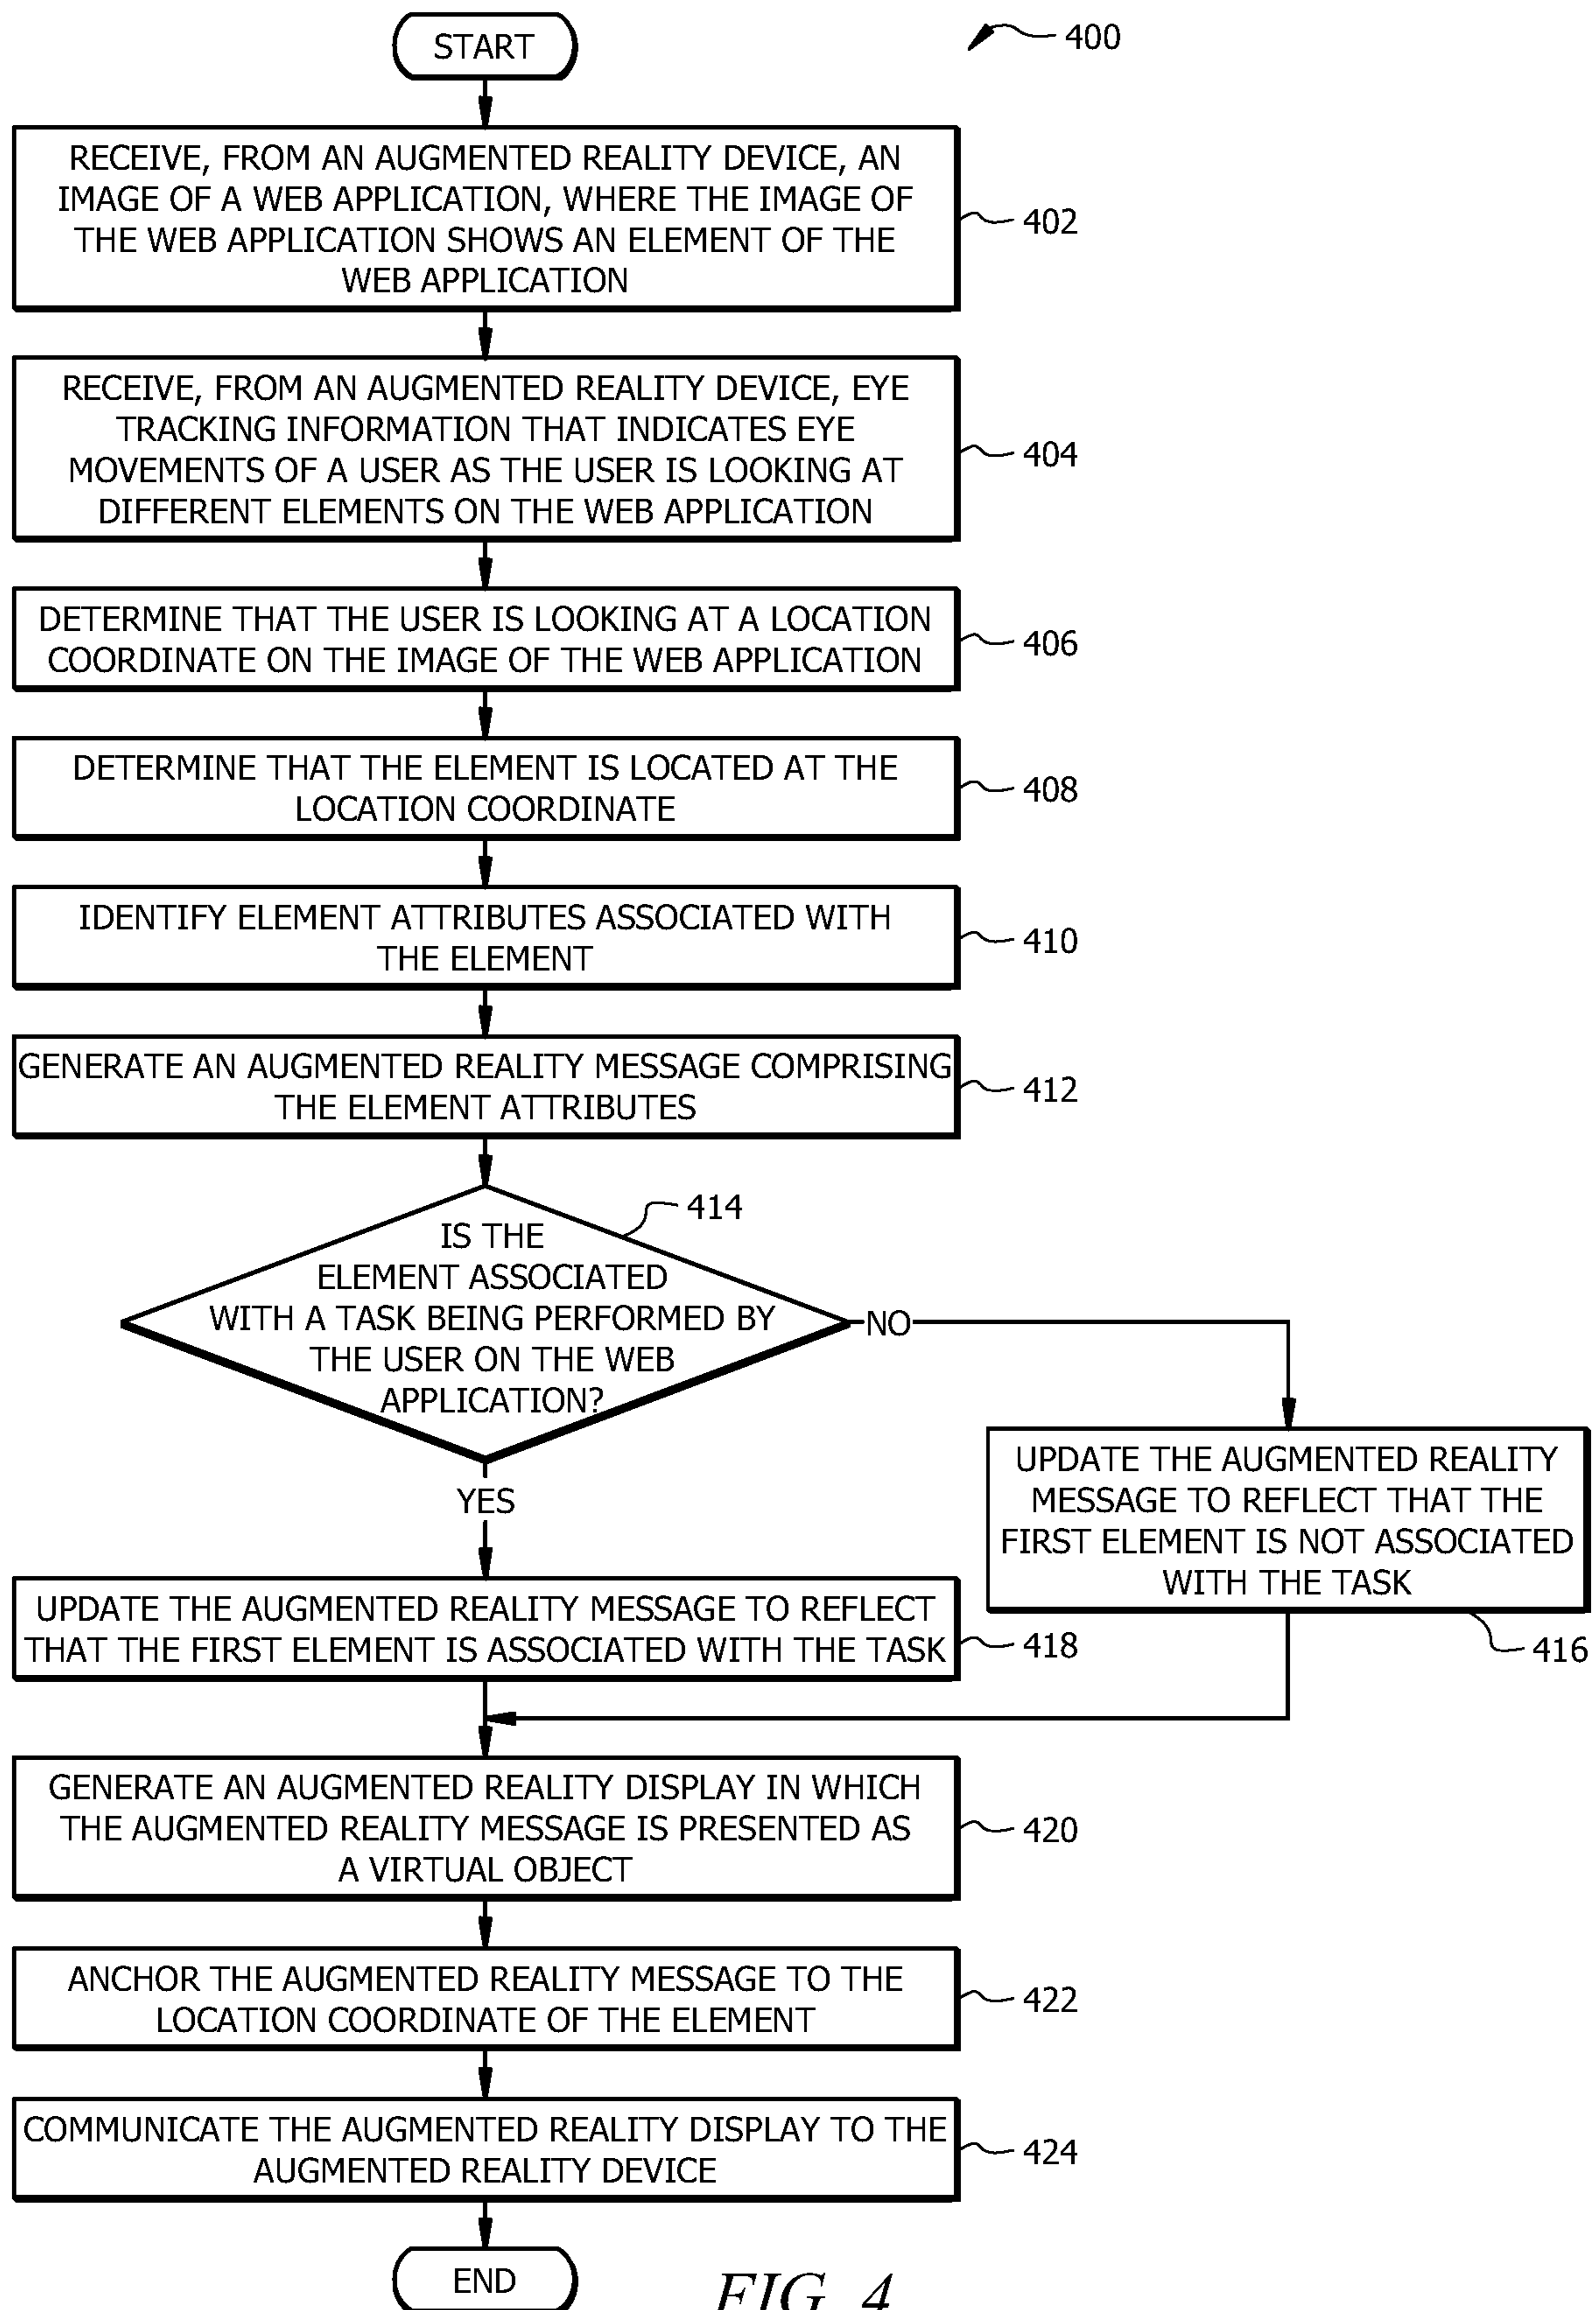 START
400
RECEIVE, FROM AN AUGMENTED REALITY DEVICE, AN
IMAGE OF A WEB APPLICATION, WHERE THE IMAGE OF
THE WEB APPLICATION SHOWS AN ELEMENT OF THE
WEB APPLICATION
402
RECEIVE, FROM AN AUGMENTED REALITY DEVICE, EYE
TRACKING INFORMATION THAT INDICATES EYE
MOVEMENTS OF A USER AS THE USER IS LOOKING AT
DIFFERENT ELEMENTS ON THE WEB APPLICATION
404
DETERMINE THAT THE USER IS LOOKING AT A LOCATION
COORDINATE ON THE IMAGE OF THE WEB APPLICATION
406
DETERMINE THAT THE ELEMENT IS LOCATED AT THE
LOCATION COORDINATE
408
IDENTIFY ELEMENT ATTRIBUTES ASSOCIATED WITH
THE ELEMENT
410
GENERATE AN AUGMENTED REALITY MESSAGE COMPRISING
THE ELEMENT ATTRIBUTES
412
IS THE
ELEMENT ASSOCIATED
WITH A TASK BEING PERFORMED BY
THE USER ON THE WEB
APPLICATION?
414
NO
YES
UPDATE THE AUGMENTED REALITY
MESSAGE TO REFLECT THAT THE
FIRST ELEMENT IS NOT ASSOCIATED
WITH THE TASK
416
UPDATE THE AUGMENTED REALITY MESSAGE TO REFLECT
THAT THE FIRST ELEMENT IS ASSOCIATED WITH THE TASK
418
GENERATE AN AUGMENTED REALITY DISPLAY IN WHICH
THE AUGMENTED REALITY MESSAGE IS PRESENTED AS
A VIRTUAL OBJECT
420
ANCHOR THE AUGMENTED REALITY MESSAGE TO THE
LOCATION COORDINATE OF THE ELEMENT
422
COMMUNICATE THE AUGMENTED REALITY DISPLAY TO THE
AUGMENTED REALITY DEVICE
424
END
FIG. 4